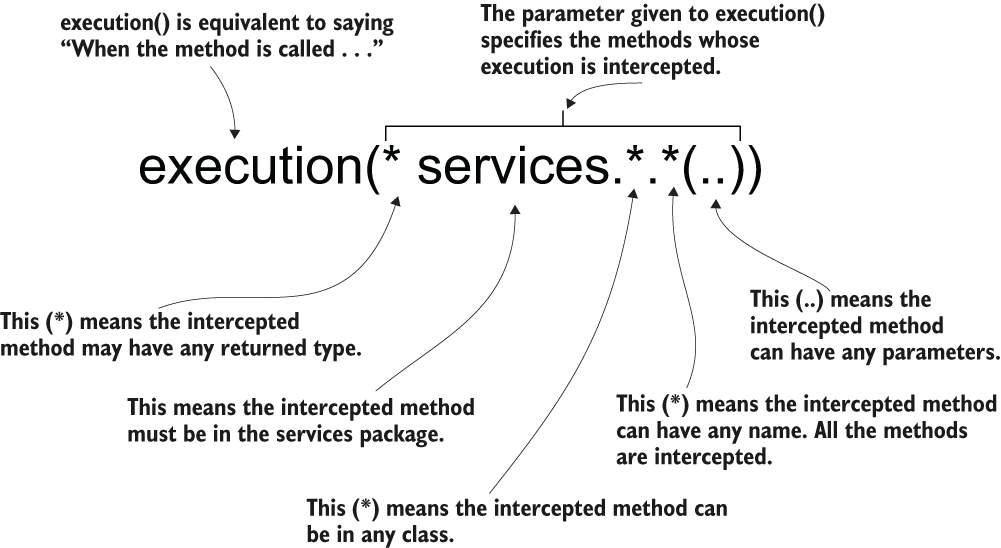 execution() is equivalent to saying
“When the method is called . . .”
The parameter given to execution()
specifies the methods whose
execution is intercepted.
execution(* services.*.*(..))
This (*) means the intercepted
method may have any returned type.
This means the intercepted method
must be in the services package.
This (*) means the intercepted method can
be in any class.
This (*) means the intercepted method
can have any name. All the methods
are intercepted.
This (..) means the
intercepted method
can have any parameters.